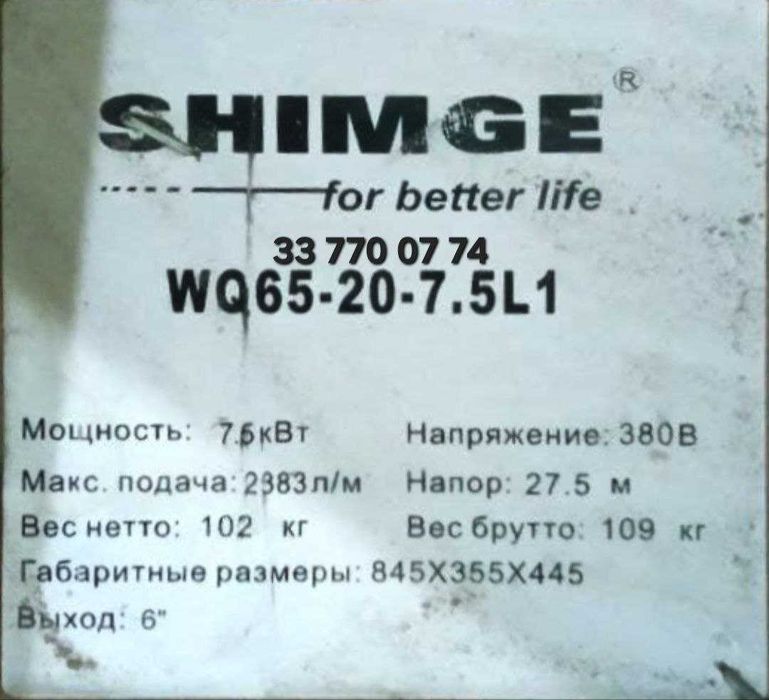 SHIMGE®
for better life
33 770 07 74
WQ65-20-7.5L1
Мощность: 7.5кВт Напряжение: 380В
Макс. подача: 2383л/м Напор: 27.5 м
Вес нетто: 102 кг Вес брутто: 109 кг
Габаритные размеры: 845X355X445
Выход: 6"